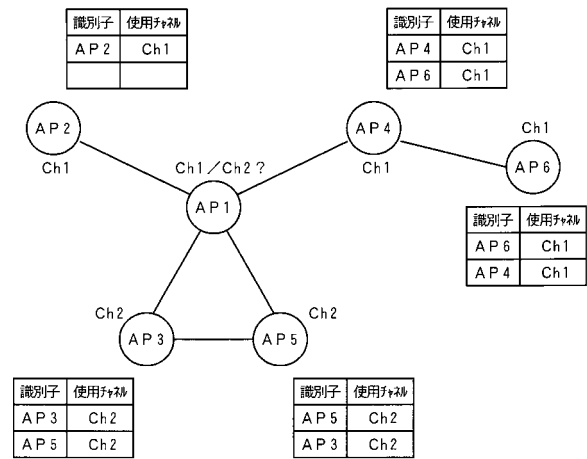 識別子 使用ﾁｬﾈﾙ
AP2 Ch1
識別子 使用ﾁｬﾈﾙ
AP4 Ch1
AP6 Ch1
AP2
Ch1
AP4
Ch1
Ch1
AP6
Ch1/Ch2?
AP1
識別子 使用ﾁｬﾈﾙ
AP6 Ch1
AP4 Ch1
Ch2
AP3
Ch2
AP5
識別子 使用ﾁｬﾈﾙ
AP3 Ch2
AP5 Ch2
識別子 使用ﾁｬﾈﾙ
AP5 Ch2
AP3 Ch2